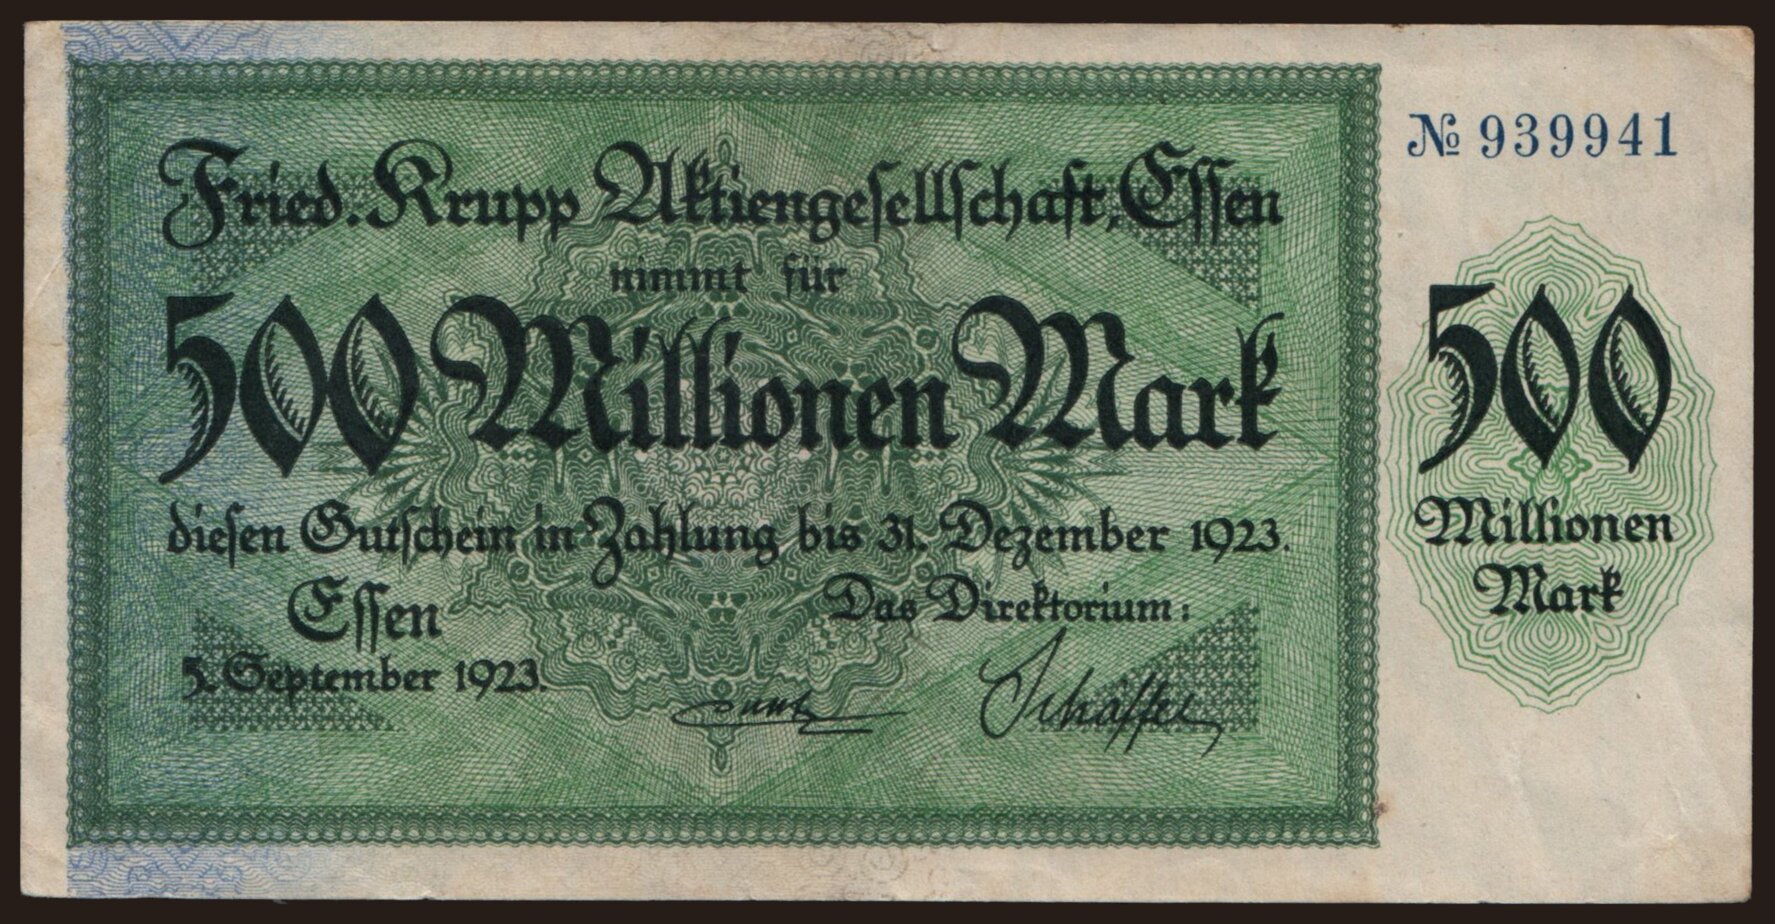 № 939941
Fried. Krupp Aktiengesellschaft, Essen
nimmt für
500 Millionen Mark
diesen Gutschein in Zahlung bis 31. Dezember 1923.
Essen
5. September 1923.
Das Direktorium:
Schäffer
500
Millionen
Mark